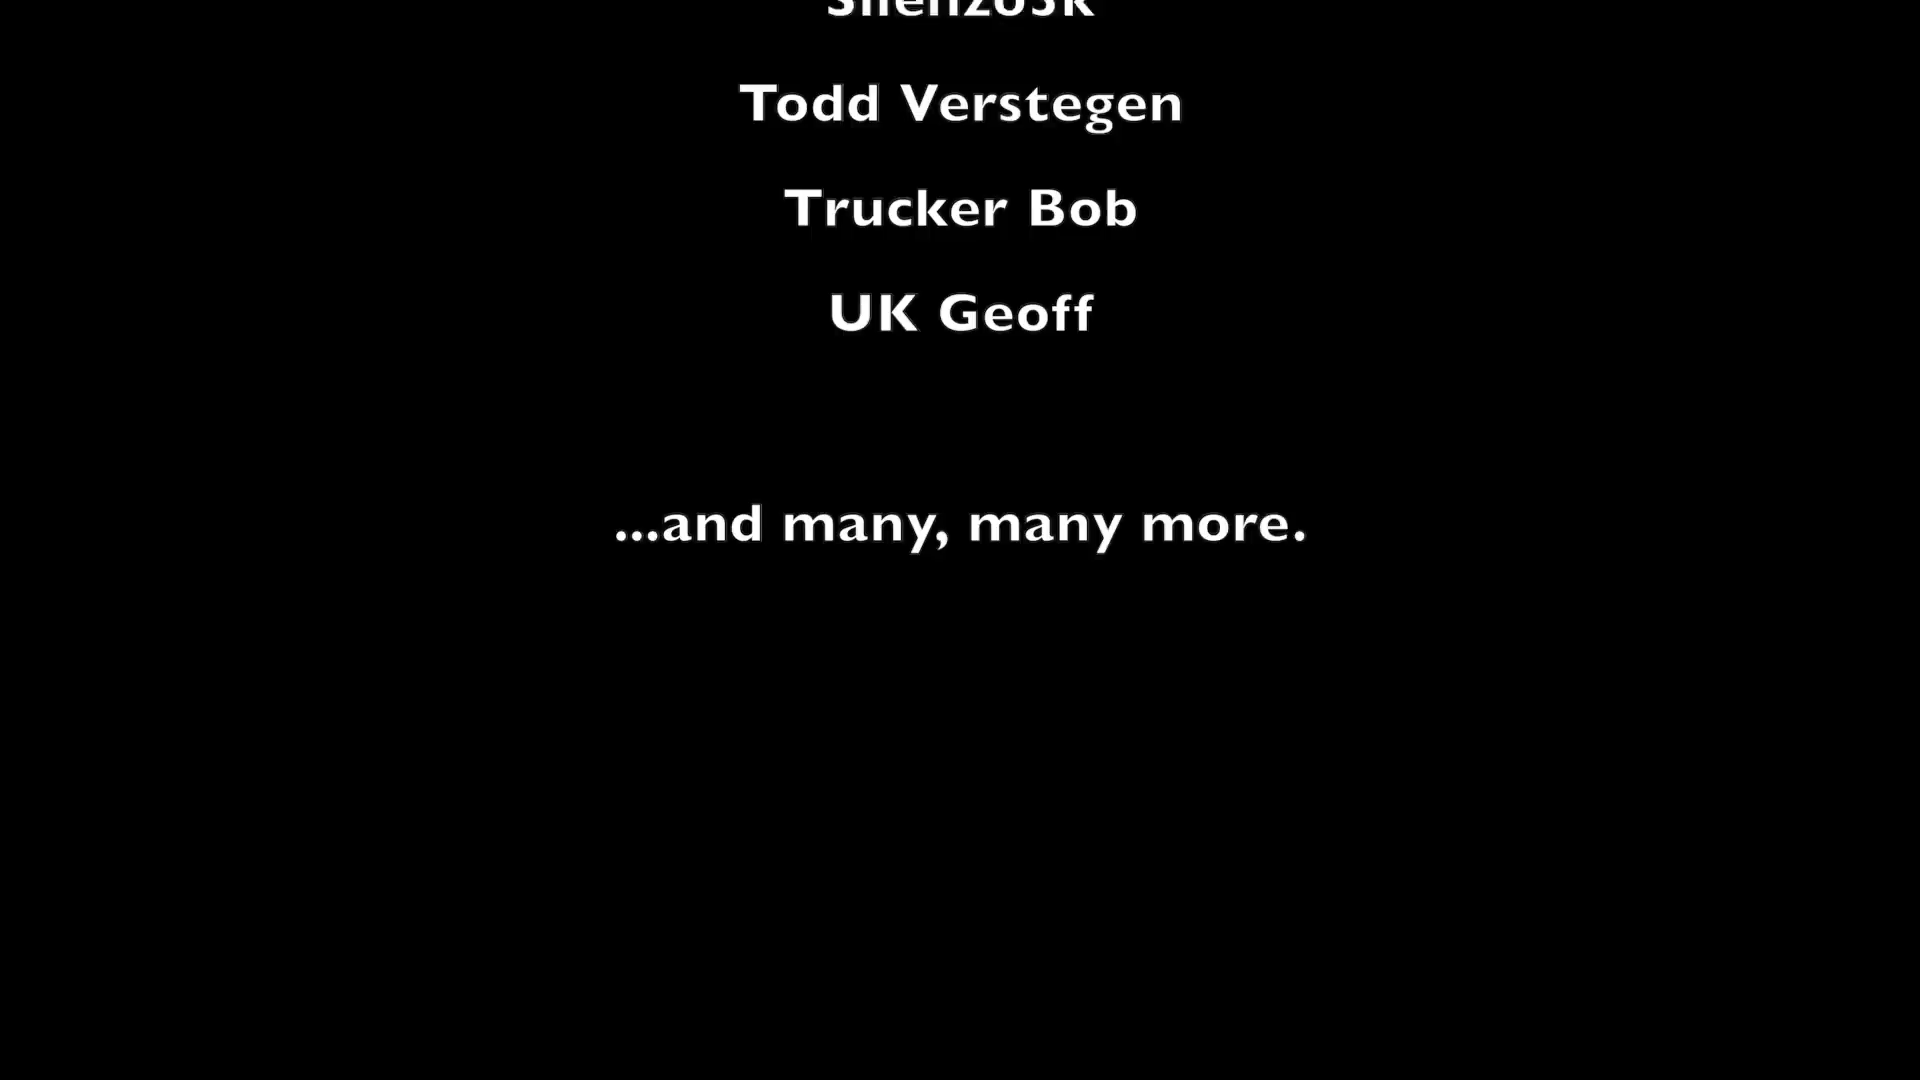 Todd Verstegen
Trucker Bob
UK Geoff
...and many, many more.